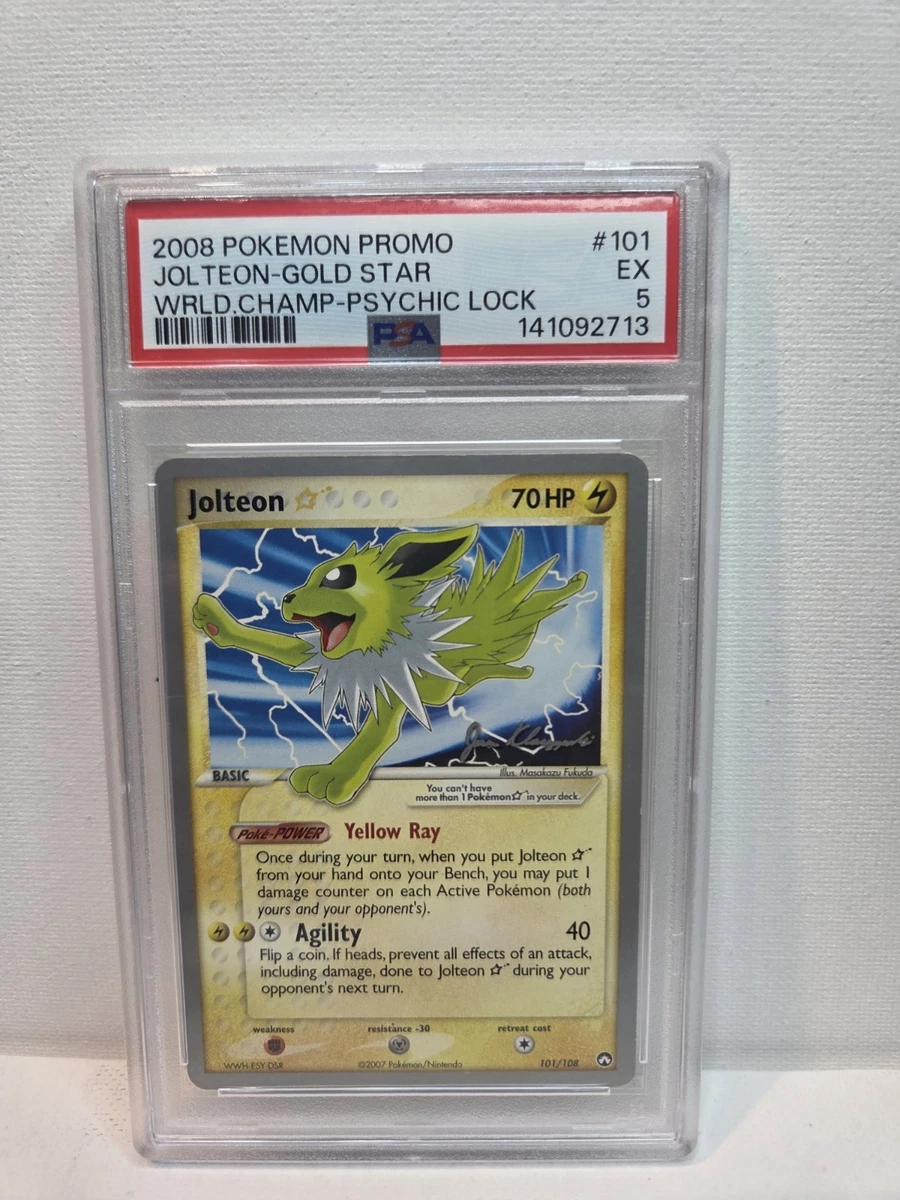 2008 POKEMON PROMO #101
JOLTEON-GOLD STAR EX
WRLD.CHAMP-PSYCHIC LOCK 5
PSA 141092713
Jolteon ☆ 70 HP
BASIC
Illus. Masakazu Fukuda
You can't have
more than 1 Pokémon☆ in your deck.
Poké-POWER Yellow Ray
Once during your turn, when you put Jolteon ☆
from your hand onto your Bench, you may put 1
damage counter on each Active Pokémon (both
yours and your opponent's).
Agility 40
Flip a coin. If heads, prevent all effects of an attack,
including damage, done to Jolteon ☆ during your
opponent's next turn.
weakness resistance -30 retreat cost
©2007 Pokémon/Nintendo 101/108